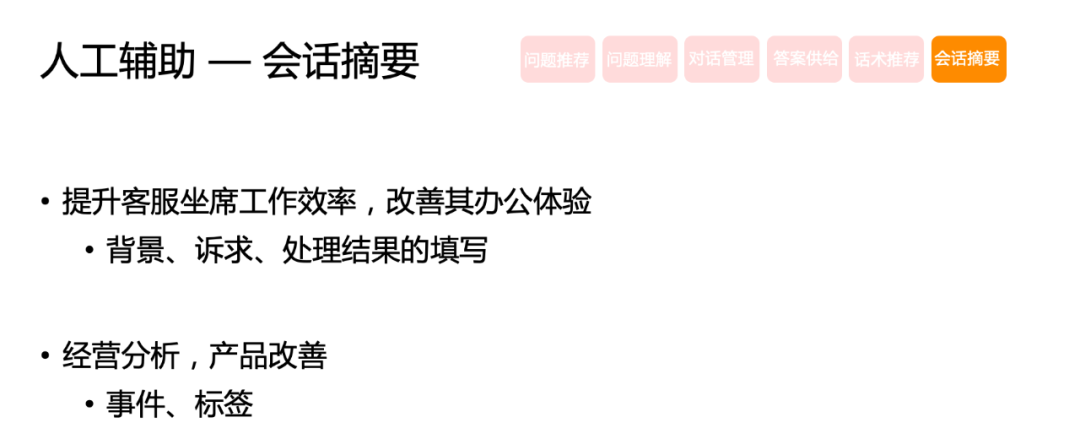 人工辅助 — 会话摘要
问题推荐 问题理解 对话管理 答案供给 话术推荐 会话摘要
• 提升客服坐席工作效率，改善其办公体验
• 背景、诉求、处理结果的填写
• 经营分析，产品改善
• 事件、标签